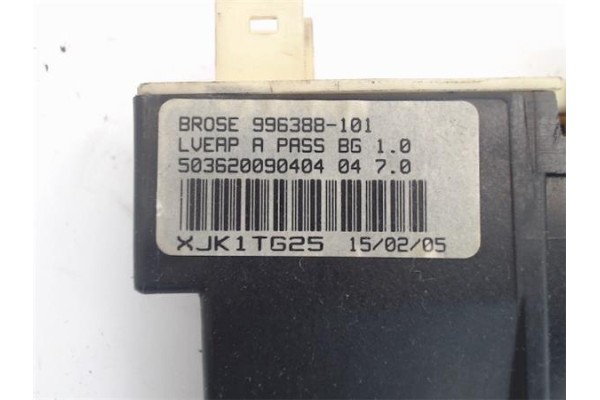 BROSE 996388-101
LVEAP A PASS BG 1.0
503620090404 04 7.0
XJK1TG25 15/02/05